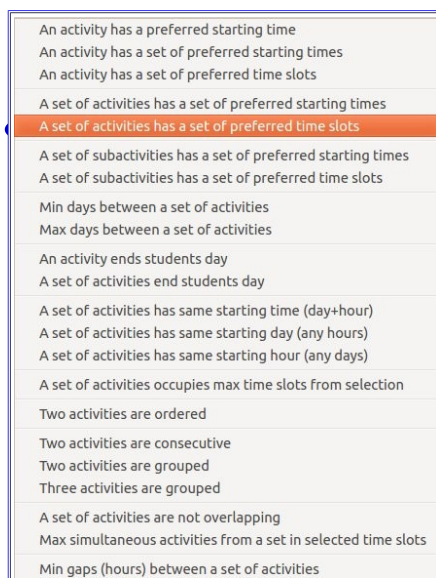 An activity has a preferred starting time
An activity has a set of preferred starting times
An activity has a set of preferred time slots
A set of activities has a set of preferred starting times
A set of activities has a set of preferred time slots
A set of subactivities has a set of preferred starting times
A set of subactivities has a set of preferred time slots
Min days between a set of activities
Max days between a set of activities
An activity ends students day
A set of activities end students day
A set of activities has same starting time (day+hour)
A set of activities has same starting day (any hours)
A set of activities has same starting hour (any days)
A set of activities occupies max time slots from selection
Two activities are ordered
Two activities are consecutive
Two activities are grouped
Three activities are grouped
A set of activities are not overlapping
Max simultaneous activities from a set in selected time slots
Min gaps (hours) between a set of activities